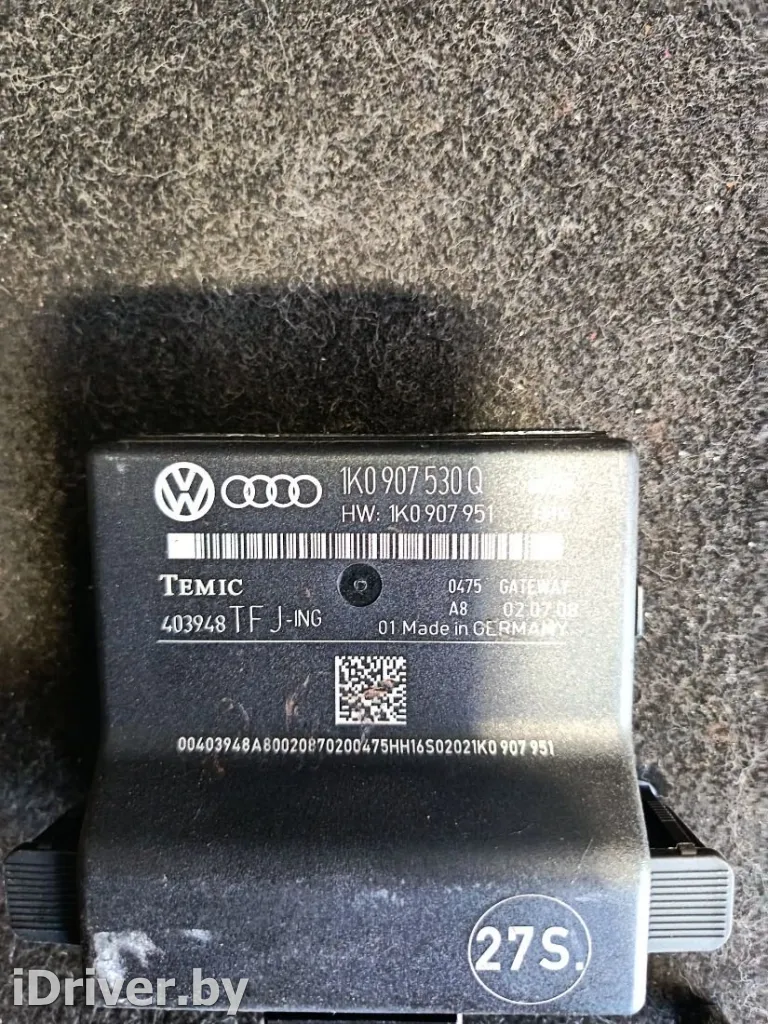 1K0 907 530 Q
HW: 1K0 907 951
TEMIC
0475 GATEWAY
A8 02.07.08
403948 TFJ-ING
01 Made in GERMANY
00403948A80020870200475HH16S02021K0 907 951
27S.
iDriver.by